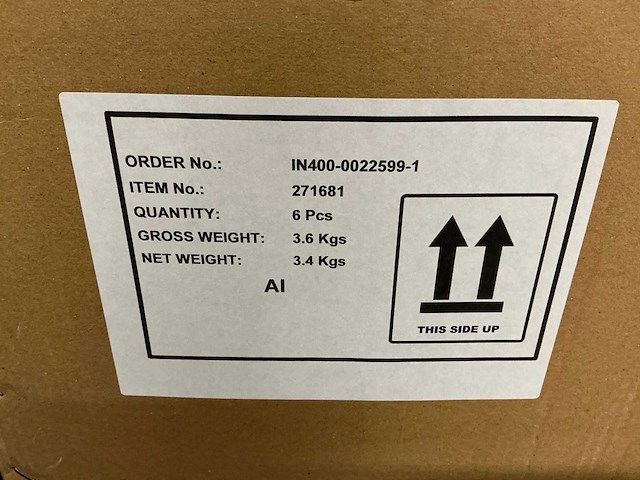 ORDER No.: IN400-0022599-1
ITEM No.: 271681
QUANTITY: 6 Pcs
GROSS WEIGHT: 3.6 Kgs
NET WEIGHT: 3.4 Kgs
AI
THIS SIDE UP